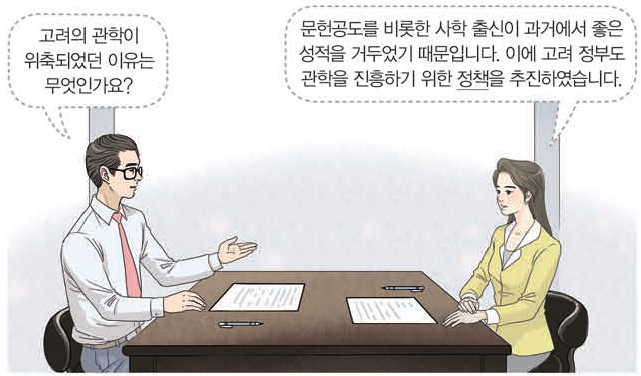 고려의 관학이
위축되었던 이유는
무엇인가요?
문헌공도를 비롯한 사학 출신이 과거에서 좋은
성적을 거두었기 때문입니다. 이에 고려 정부도
관학을 진흥하기 위한 정책을 추진하였습니다.